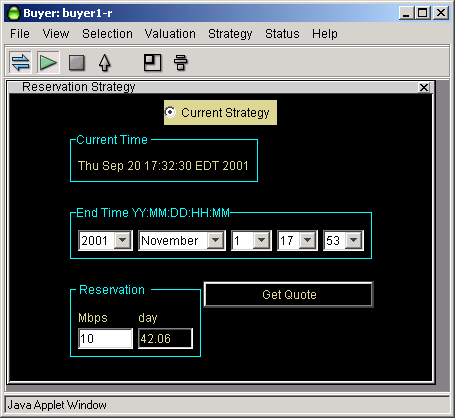 Buyer: buyer1-r
File View Selection Valuation Strategy Status Help
Reservation Strategy
Current Strategy
Current Time
Thu Sep 20 17:32:30 EDT 2001
End Time YY:MM:DD:HH:MM
2001 November 1 17 53
Reservation
Get Quote
Mbps day
10 42.06
Java Applet Window